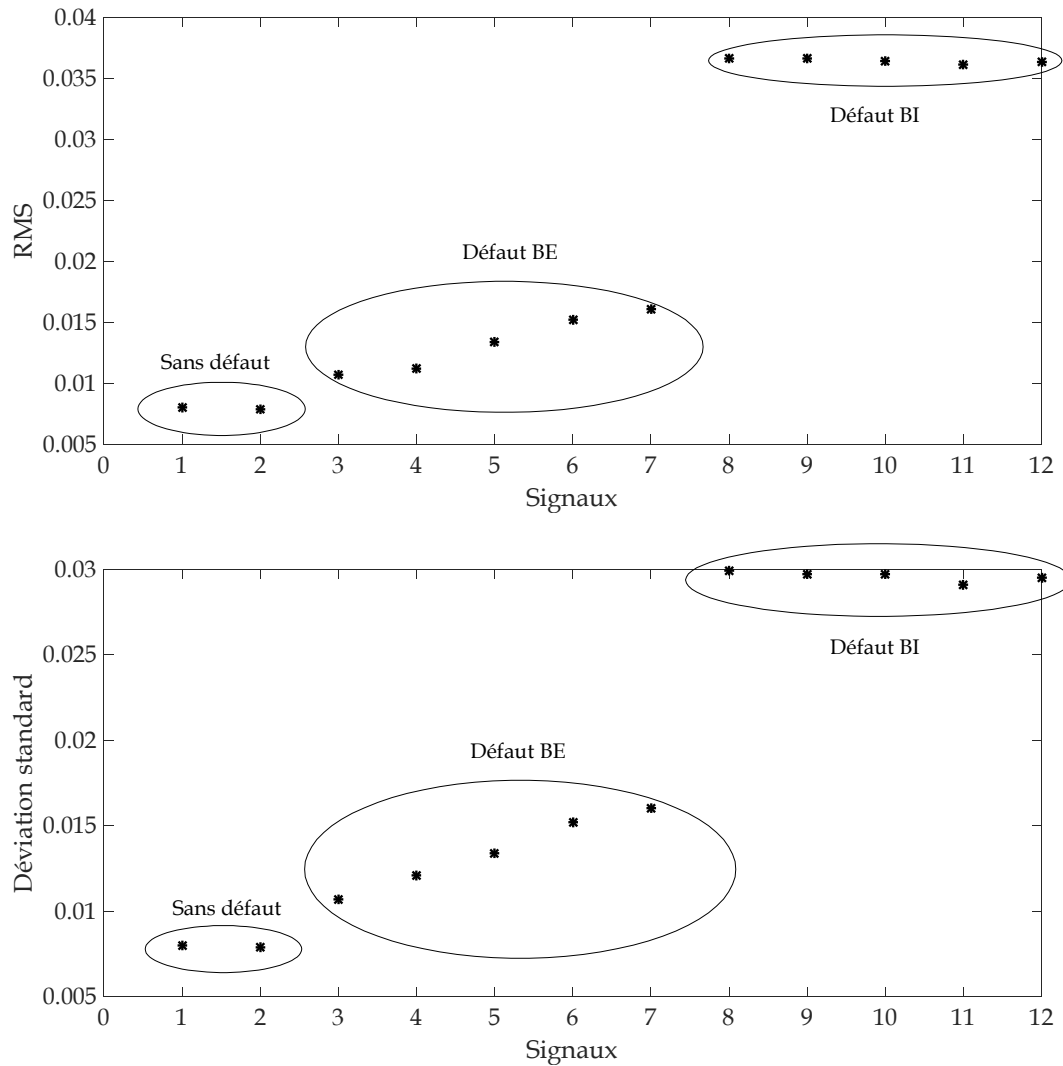 0.04
0.035
0.03
0.025
0.02
0.015
0.01
0.005
RMS
Défaut BI
Défaut BE
Sans défaut
0 1 2 3 4 5 6 7 8 9 10 11 12
Signaux
0.03
0.025
0.02
0.015
0.01
0.005
Déviation standard
Défaut BI
Défaut BE
Sans défaut
0 1 2 3 4 5 6 7 8 9 10 11 12
Signaux